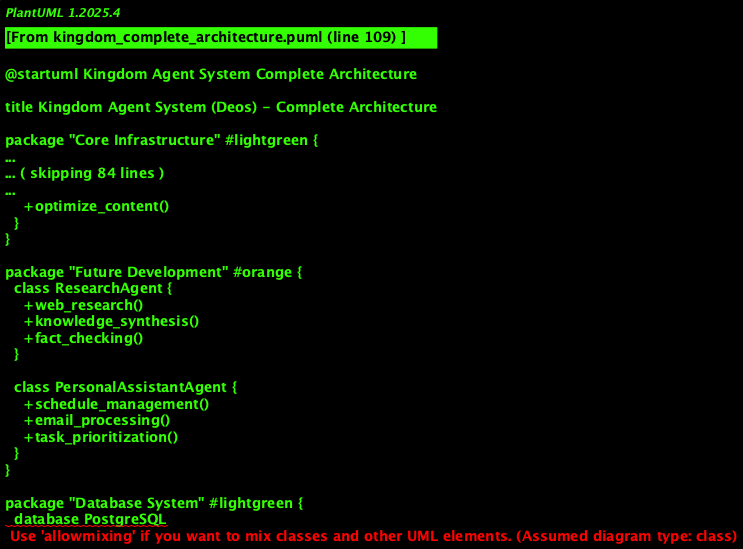 PlantUML 1.2025.4
[From kingdom_complete_architecture.puml (line 109) ]
@startuml Kingdom Agent System Complete Architecture
title Kingdom Agent System (Deos) - Complete Architecture
package "Core Infrastructure" #lightgreen {
...
... ( skipping 84 lines )
...
+optimize_content()
}
}
package "Future Development" #orange {
class ResearchAgent {
+web_research()
+knowledge_synthesis()
+fact_checking()
}
class PersonalAssistantAgent {
+schedule_management()
+email_processing()
+task_prioritization()
}
}
package "Database System" #lightgreen {
database PostgreSQL
Use 'allowmixing' if you want to mix classes and other UML elements. (Assumed diagram type: class)